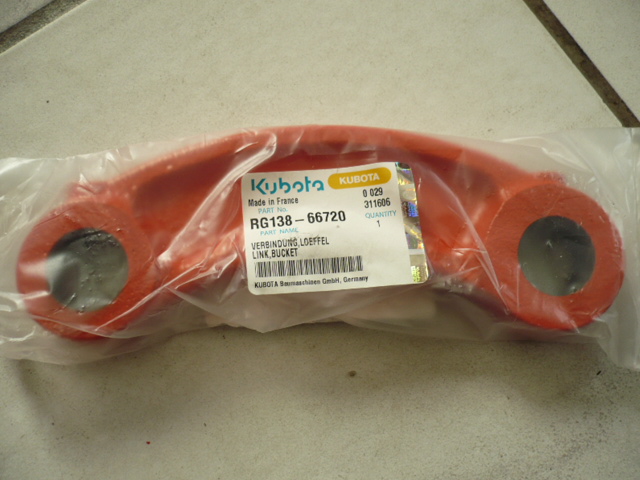 Kubota KUBOTA
Made in France 0 029
PART No. 311606
RG138-66720 QUANTITY
PART NAME 1
VERBINDUNG,LOEFFEL
LINK,BUCKET
KUBOTA Baumaschinen GmbH, Germany